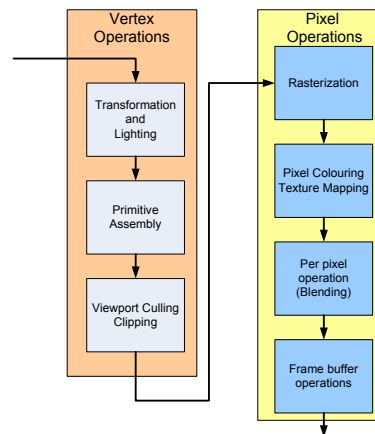 Vertex
Operations
Transformation
and
Lighting
Primitive
Assembly
Viewport Culling
Clipping
Pixel
Operations
Rasterization
Pixel Colouring
Texture Mapping
Per pixel
operation
(Blending)
Frame buffer
operations